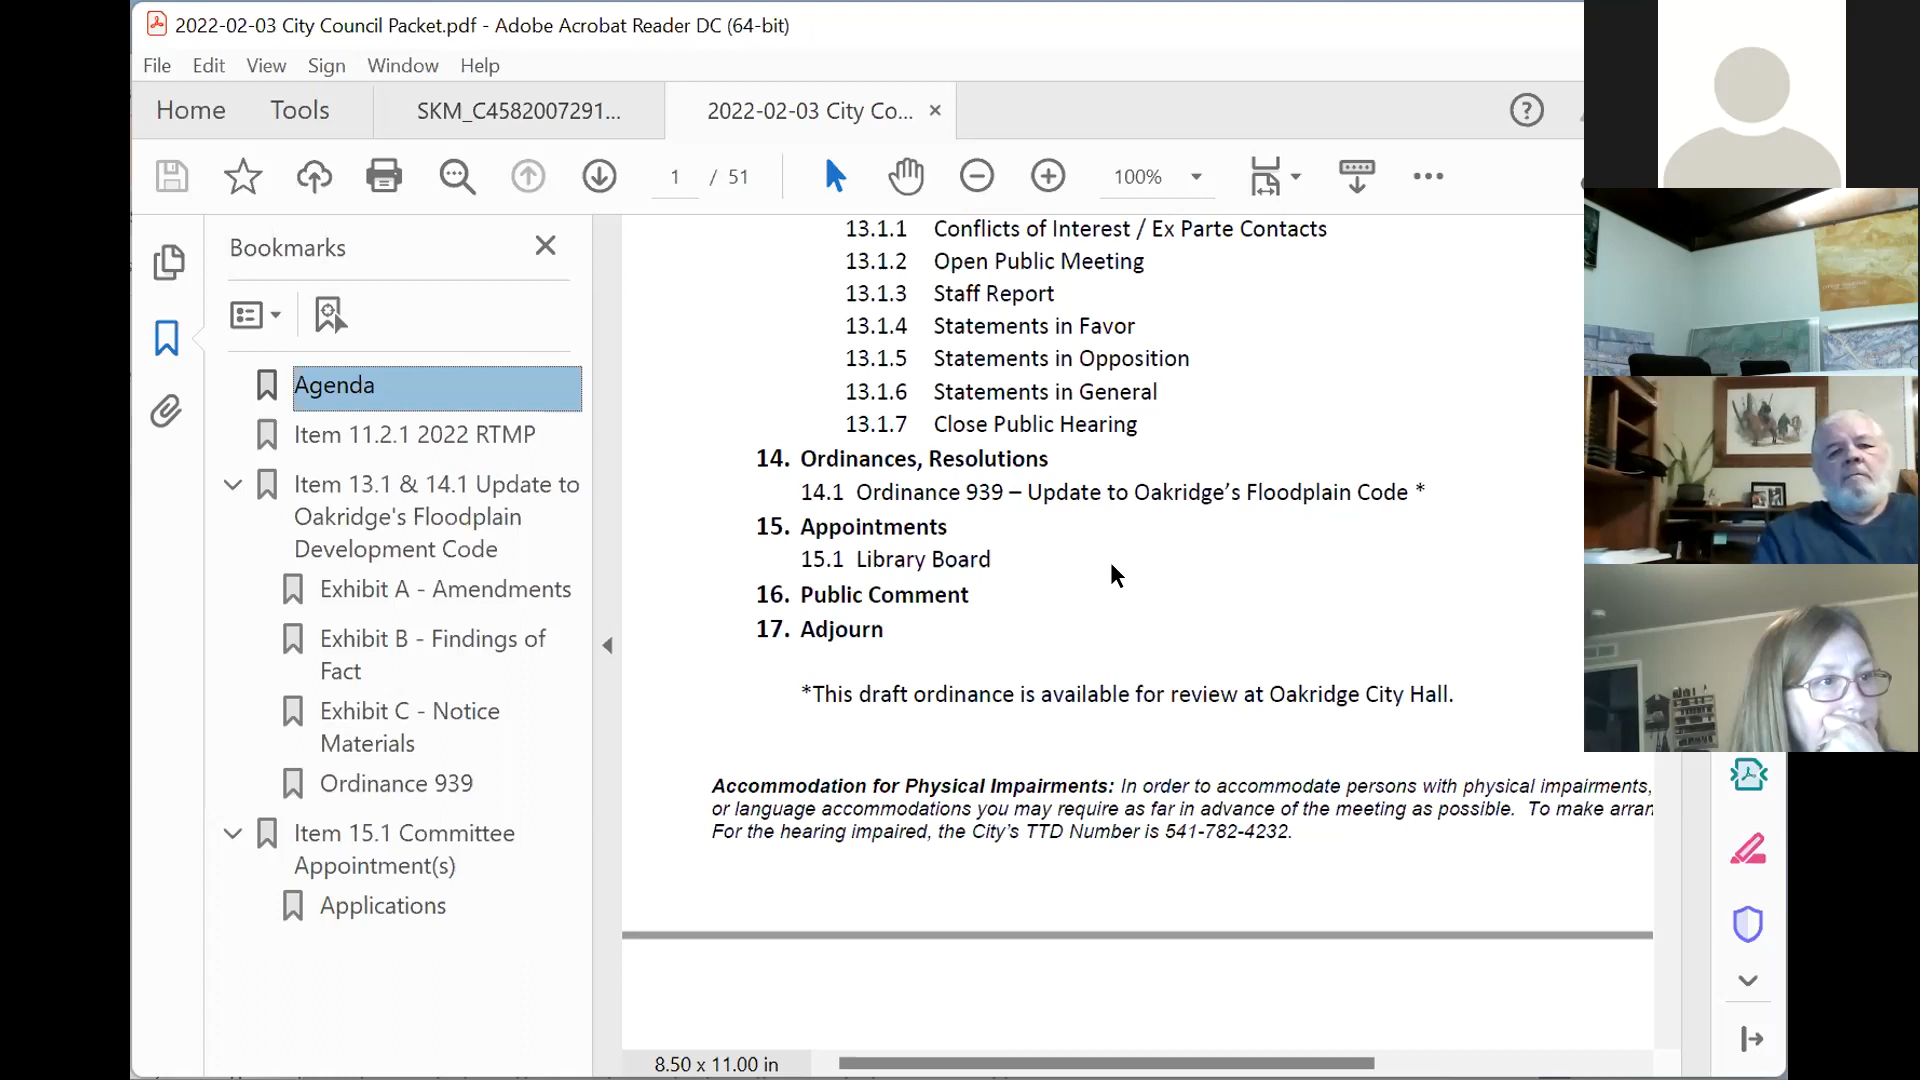 2022-02-03 City Council Packet.pdf - Adobe Acrobat Reader DC (64-bit)
File Edit View Sign Window Help
Home Tools SKM_C4582007291... 2022-02-03 City Co... ×
1 / 51 100%
Bookmarks
Agenda
Item 11.2.1 2022 RTMP
Item 13.1 & 14.1 Update to
Oakridge's Floodplain
Development Code
Exhibit A - Amendments
Exhibit B - Findings of
Fact
Exhibit C - Notice
Materials
Ordinance 939
Item 15.1 Committee
Appointment(s)
Applications
13.1.1 Conflicts of Interest / Ex Parte Contacts
13.1.2 Open Public Meeting
13.1.3 Staff Report
13.1.4 Statements in Favor
13.1.5 Statements in Opposition
13.1.6 Statements in General
13.1.7 Close Public Hearing
14. Ordinances, Resolutions
14.1 Ordinance 939 – Update to Oakridge’s Floodplain Code *
15. Appointments
15.1 Library Board
16. Public Comment
17. Adjourn
*This draft ordinance is available for review at Oakridge City Hall.
Accommodation for Physical Impairments: In order to accommodate persons with physical impairments,
or language accommodations you may require as far in advance of the meeting as possible. To make arran
For the hearing impaired, the City’s TTD Number is 541-782-4232.
8.50 x 11.00 in